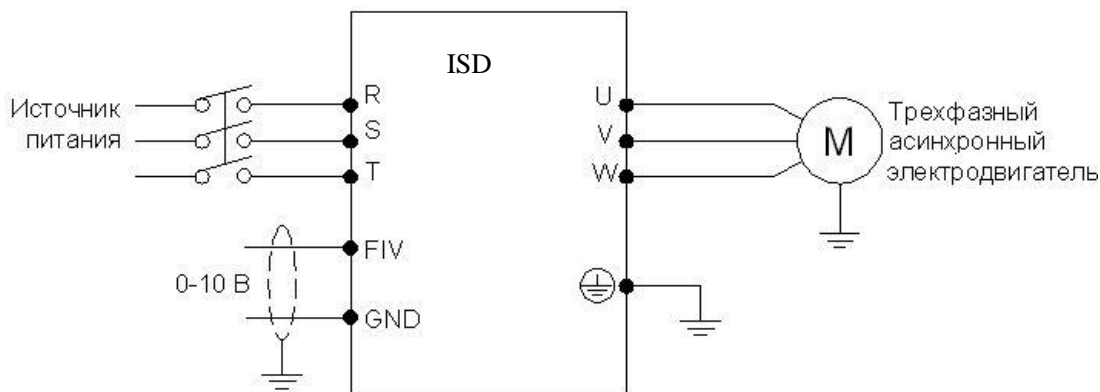 ISD
Источник
питания
R
S
T
FIV
0-10 В
GND
U
V
W
M
Трехфазный
асинхронный
электродвигатель